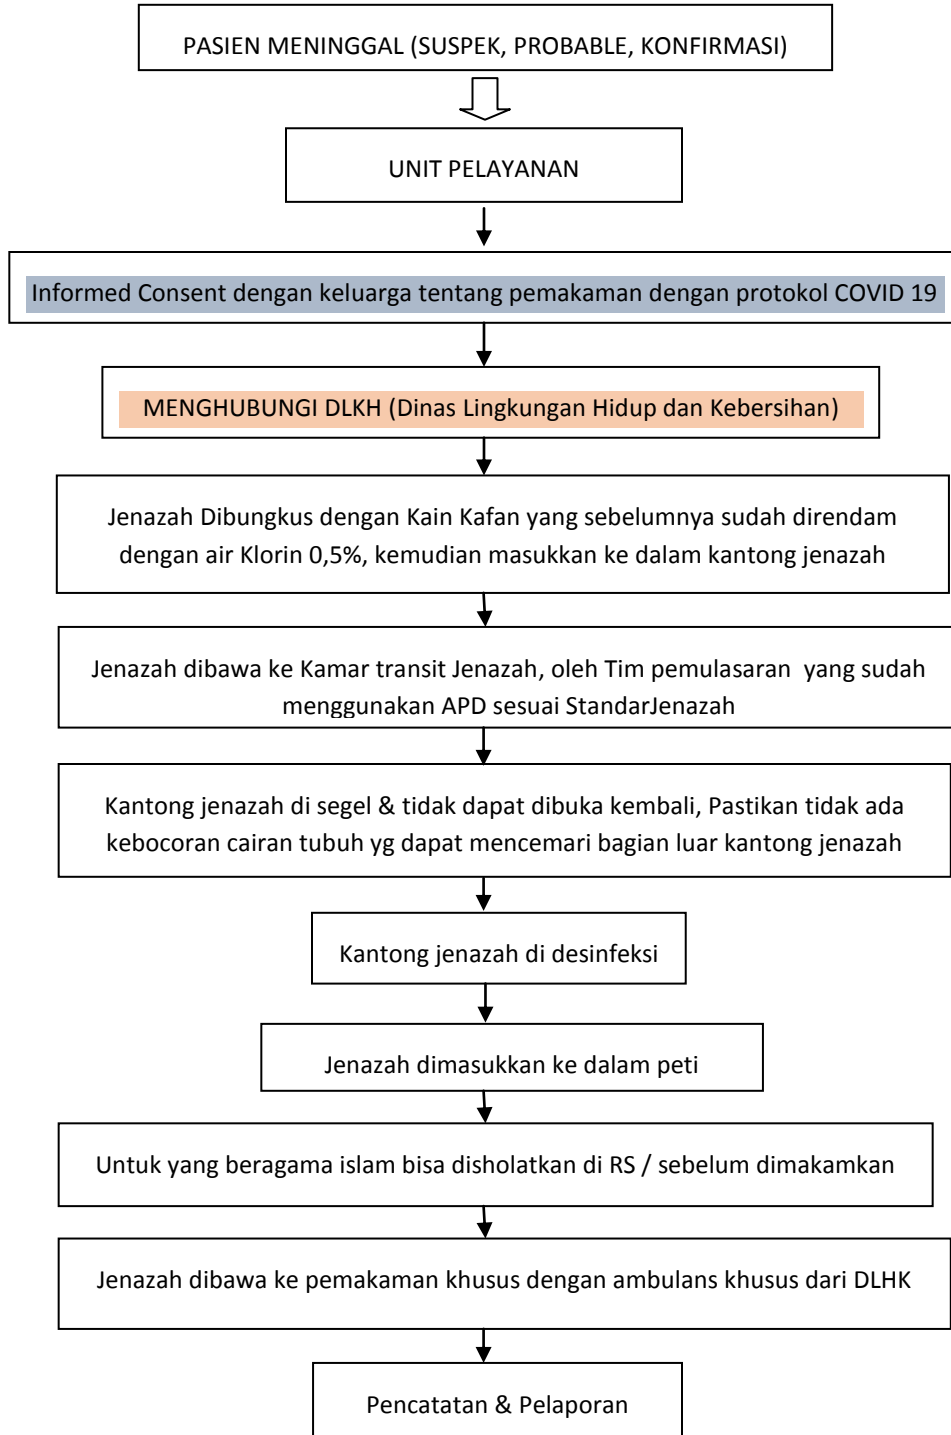 PASIEN MENINGGAL (SUSPEK, PROBABLE, KONFIRMASI)
UNIT PELAYANAN
Informed Consent dengan keluarga tentang pemakaman dengan protokol COVID 19
MENGHUBUNGI DLKH (Dinas Lingkungan Hidup dan Kebersihan)
Jenazah Dibungkus dengan Kain Kafan yang sebelumnya sudah direndam
dengan air Klorin 0,5%, kemudian masukkan ke dalam kantong jenazah
Jenazah dibawa ke Kamar transit Jenazah, oleh Tim pemulasaran yang sudah
menggunakan APD sesuai StandarJenazah
Kantong jenazah di segel & tidak dapat dibuka kembali, Pastikan tidak ada
kebocoran cairan tubuh yg dapat mencemari bagian luar kantong jenazah
Kantong jenazah di desinfeksi
Jenazah dimasukkan ke dalam peti
Untuk yang beragama islam bisa disholatkan di RS / sebelum dimakamkan
Jenazah dibawa ke pemakaman khusus dengan ambulans khusus dari DLHK
Pencatatan & Pelaporan